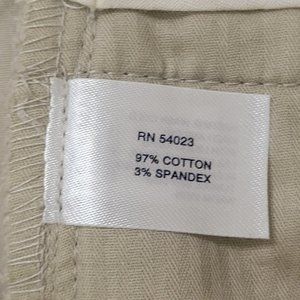 RN 54023
97% COTTON
3% SPANDEX